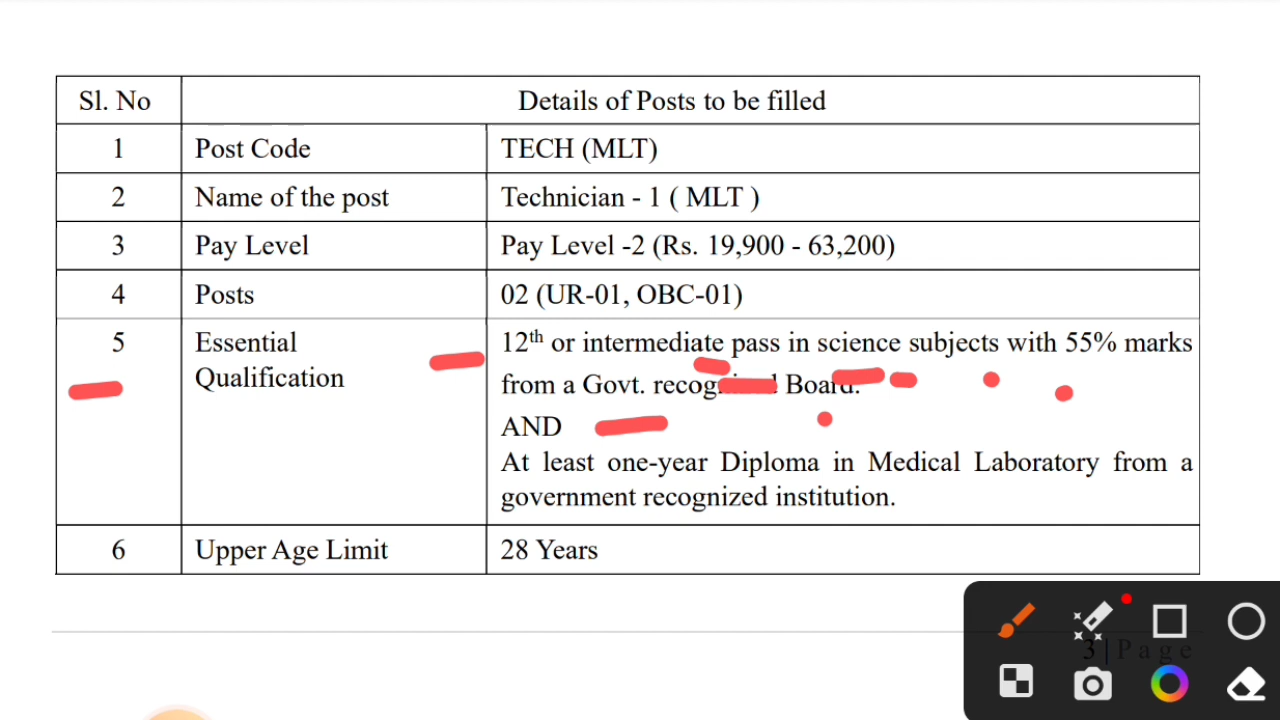 Sl. No Details of Posts to be filled
1 Post Code TECH (MLT)
2 Name of the post Technician - 1 ( MLT )
3 Pay Level Pay Level -2 (Rs. 19,900 - 63,200)
4 Posts 02 (UR-01, OBC-01)
5 Essential Qualification 12th or intermediate pass in science subjects with 55% marks
from a Govt. recognized Board.
AND
At least one-year Diploma in Medical Laboratory from a
government recognized institution.
6 Upper Age Limit 28 Years
3 | Page